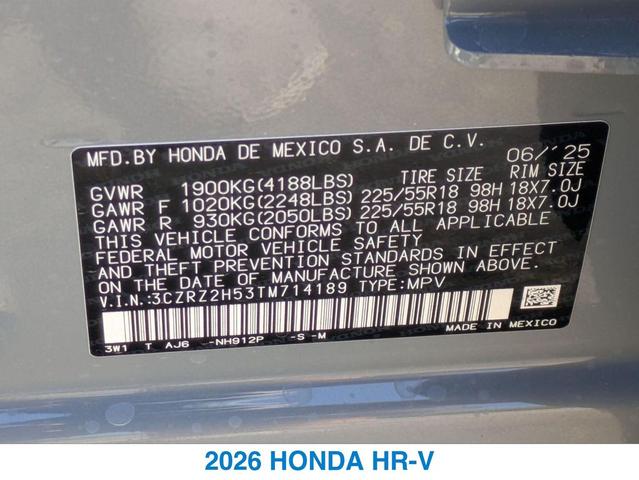 MFD.BY HONDA DE MEXICO S.A. DE C.V. 06/'25
GVWR 1900KG(4188LBS) TIRE SIZE RIM SIZE
GAWR F 1020KG(2248LBS) 225/55R18 98H 18X7.0J
GAWR R 930KG(2050LBS) 225/55R18 98H 18X7.0J
THIS VEHICLE CONFORMS TO ALL APPLICABLE
FEDERAL MOTOR VEHICLE SAFETY
AND THEFT PREVENTION STANDARDS IN EFFECT
ON THE DATE OF MANUFACTURE SHOWN ABOVE.
V.I.N.:3CZRZ2H53TM714189 TYPE:MPV
MADE IN MEXICO
3W1 T AJ6 -NH912P -S -M
2026 HONDA HR-V